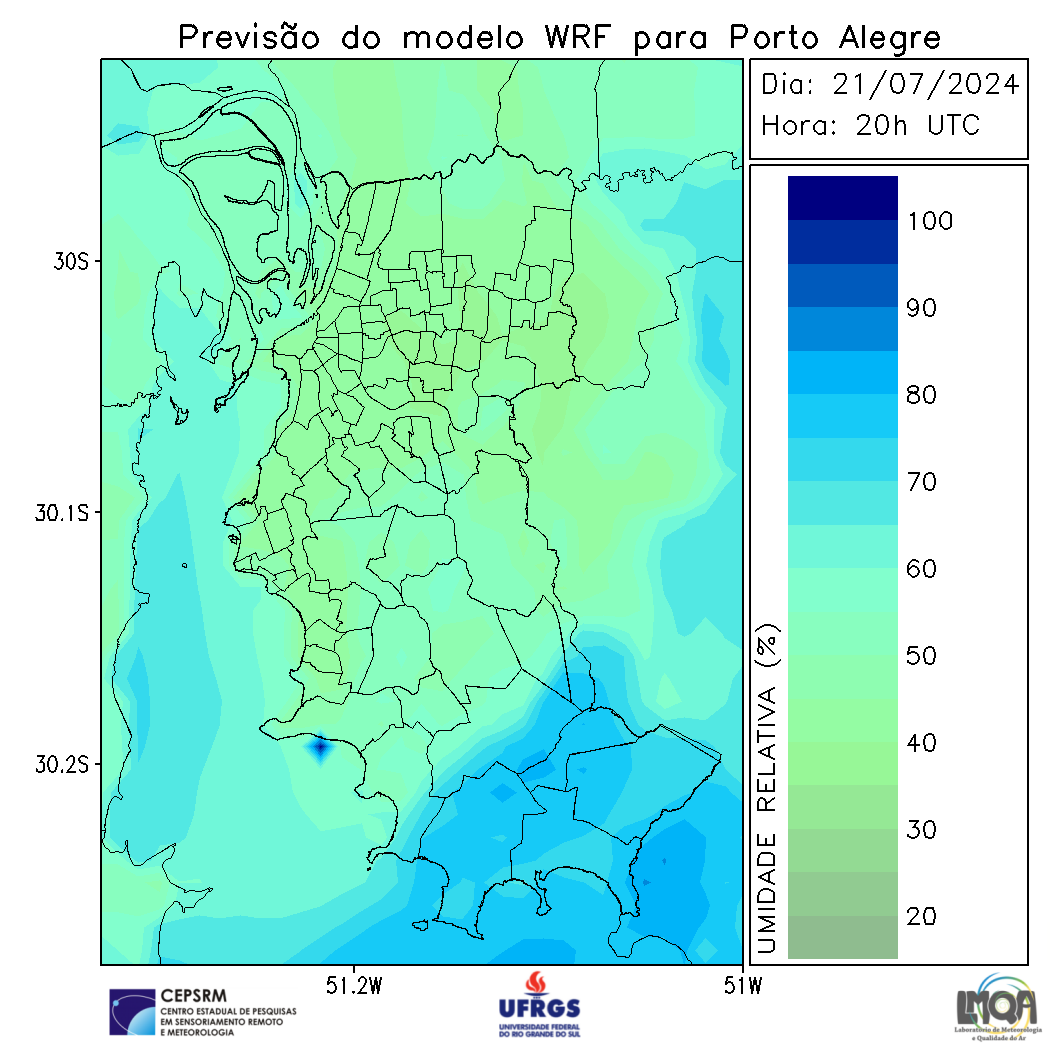 Previsão do modelo WRF para Porto Alegre
Dia: 21/07/2024
Hora: 20h UTC
100
90
80
70
60
50
40
30
20
UMIDADE RELATIVA (%)
30S
30.1S
30.2S
51.2W
51W
CEPSRM
CENTRO ESTADUAL DE PESQUISAS
EM SENSORIAMENTO REMOTO
E METEOROLOGIA
UFRGS
UNIVERSIDADE FEDERAL
DO RIO GRANDE DO SUL
LMQA
Laboratório de Meteorologia
e Qualidade do Ar